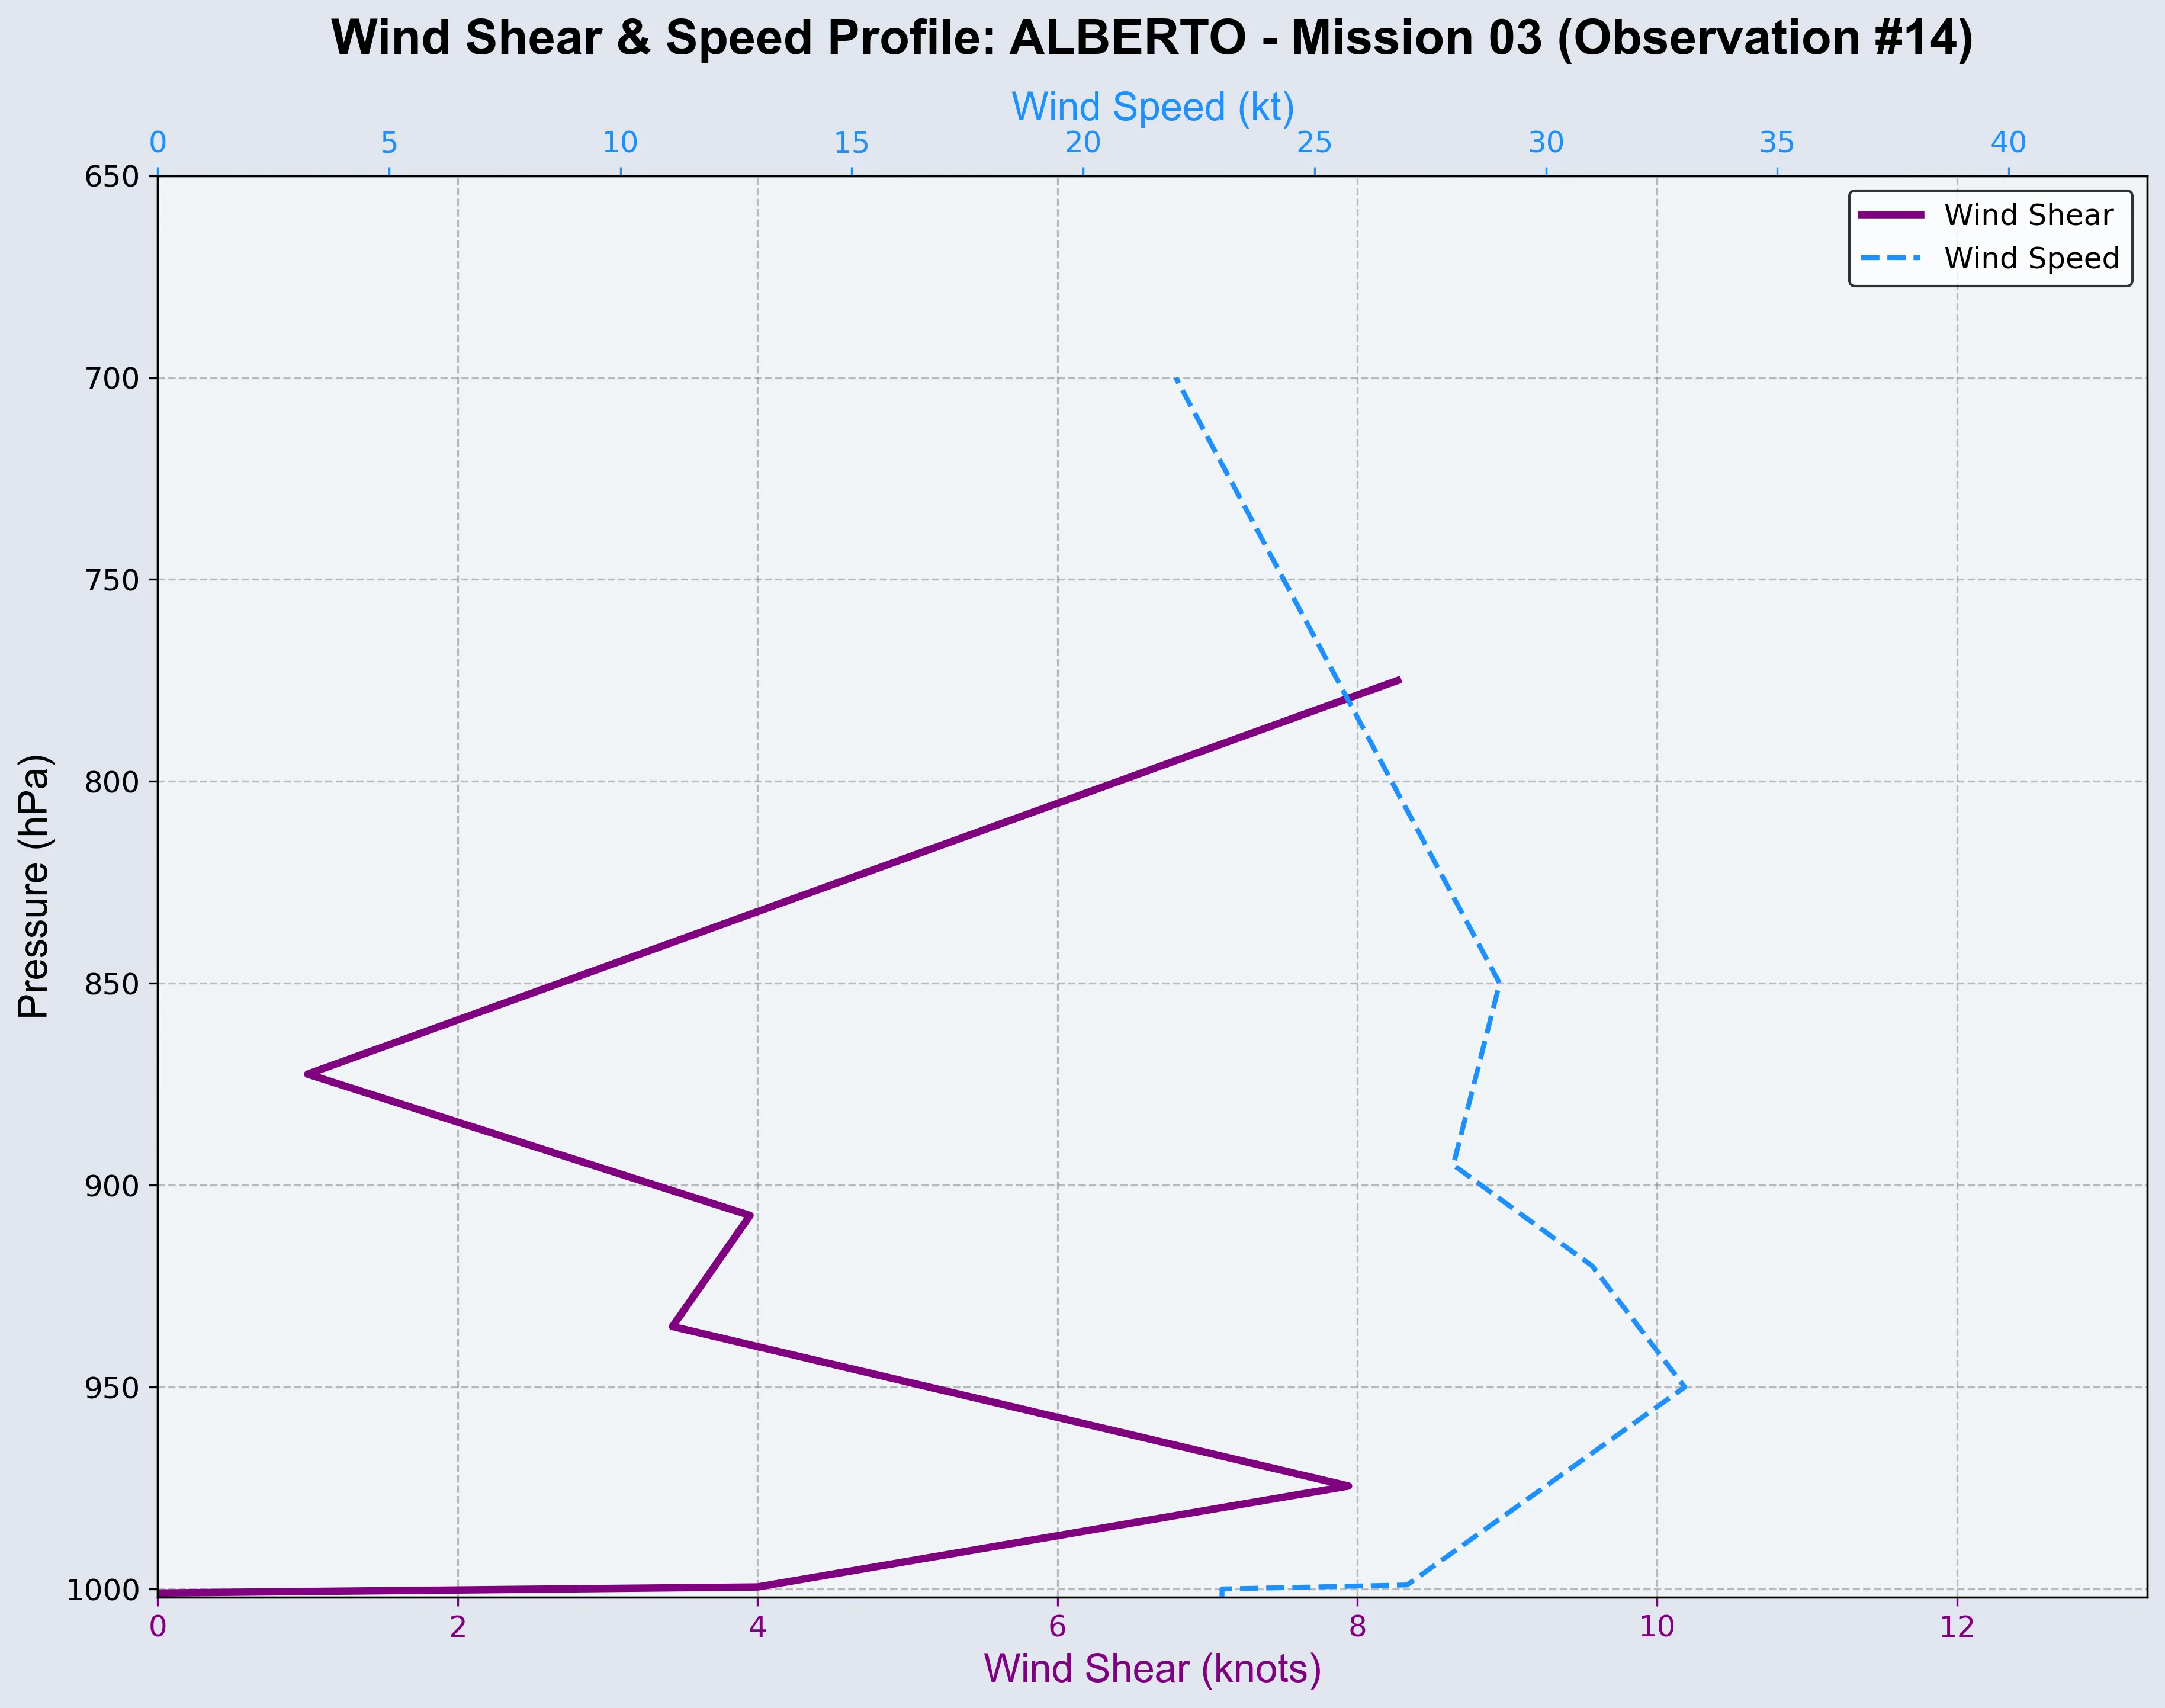 Wind Shear & Speed Profile: ALBERTO - Mission 03 (Observation #14)
Wind Speed (kt)
0 5 10 15 20 25 30 35 40
Wind Shear
Wind Speed
Pressure (hPa)
650
700
750
800
850
900
950
1000
0 2 4 6 8 10 12
Wind Shear (knots)